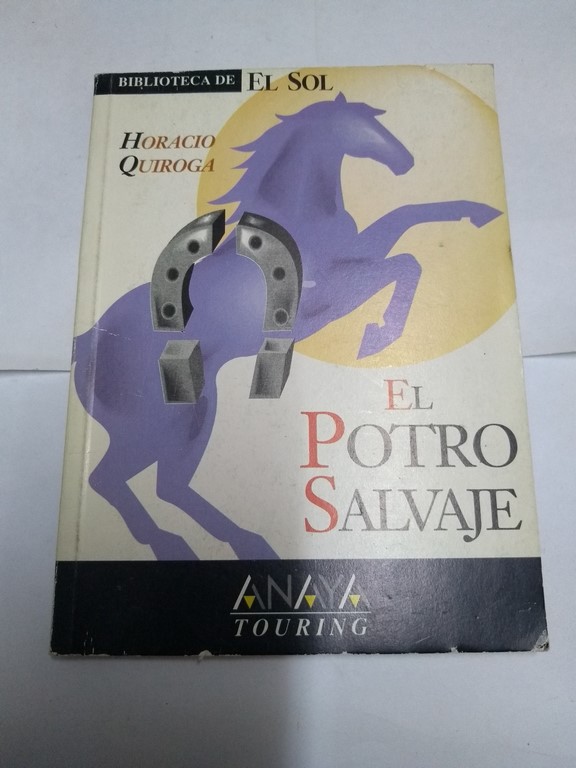 BIBLIOTECA DE EL SOL
HORACIO
QUIROGA
EL
POTRO
SALVAJE
ANAYA
TOURING